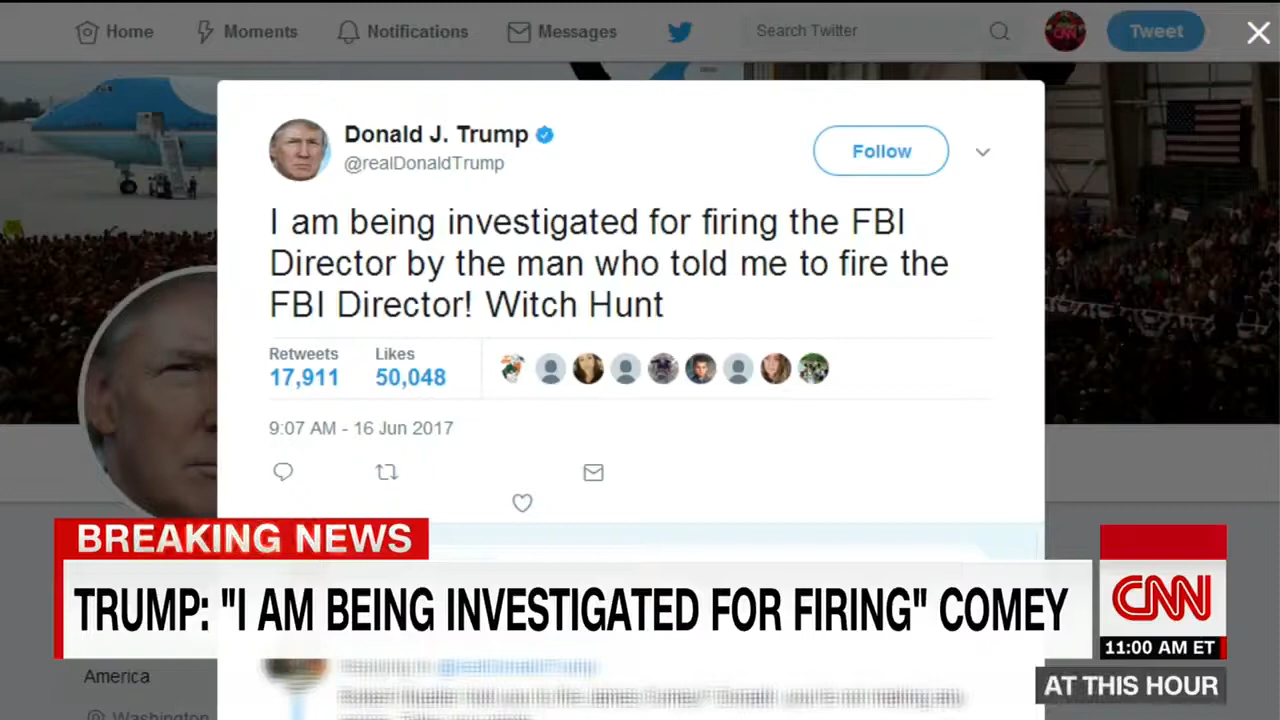 Home Moments Notifications Messages Search Twitter CNN Tweet
Donald J. Trump
@realDonaldTrump
Follow
I am being investigated for firing the FBI
Director by the man who told me to fire the
FBI Director! Witch Hunt
Retweets Likes
17,911 50,048
9:07 AM - 16 Jun 2017
BREAKING NEWS
TRUMP: "I AM BEING INVESTIGATED FOR FIRING" COMEY
CNN
11:00 AM ET
AT THIS HOUR
@realDonaldTrump
America
Washington